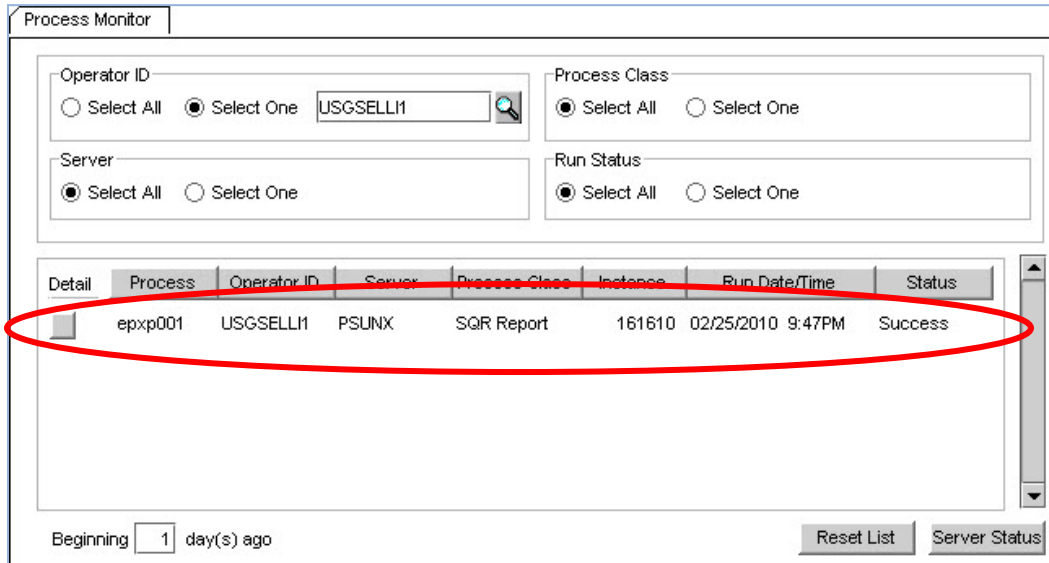 Process Monitor
Operator ID
Select All Select One USGSELLI1
Process Class
Select All Select One
Server
Select All Select One
Run Status
Select All Select One
Detail Process Operator ID Server Process Class Instance Run Date/Time Status
epxp001 USGSELLI1 PSUNX SQR Report 161610 02/25/2010 9:47PM Success
Beginning 1 day(s) ago Reset List Server Status